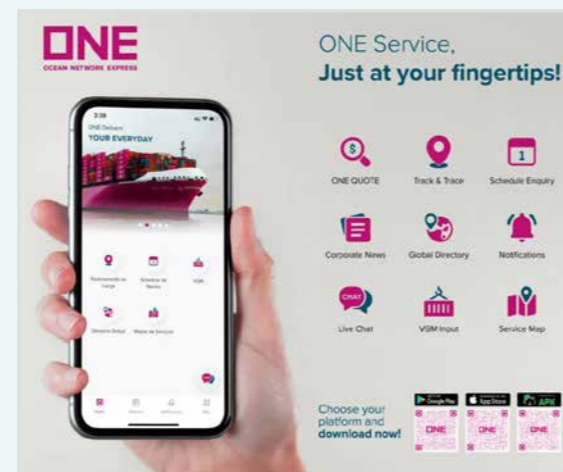 ONE
OCEAN NETWORK EXPRESS
ONE Service,
Just at your fingertips!
YOUR EVERYDAY
VGM
ONE QUOTE
Track & Trace
1
Schedule Enquiry
Corporate News
Global Directory
Notifications
CHAT
Live Chat
VGM Input
Service Map
Choose your
platform and
download now!
Google Play
App Store
APK
ONE
ONE
ONE